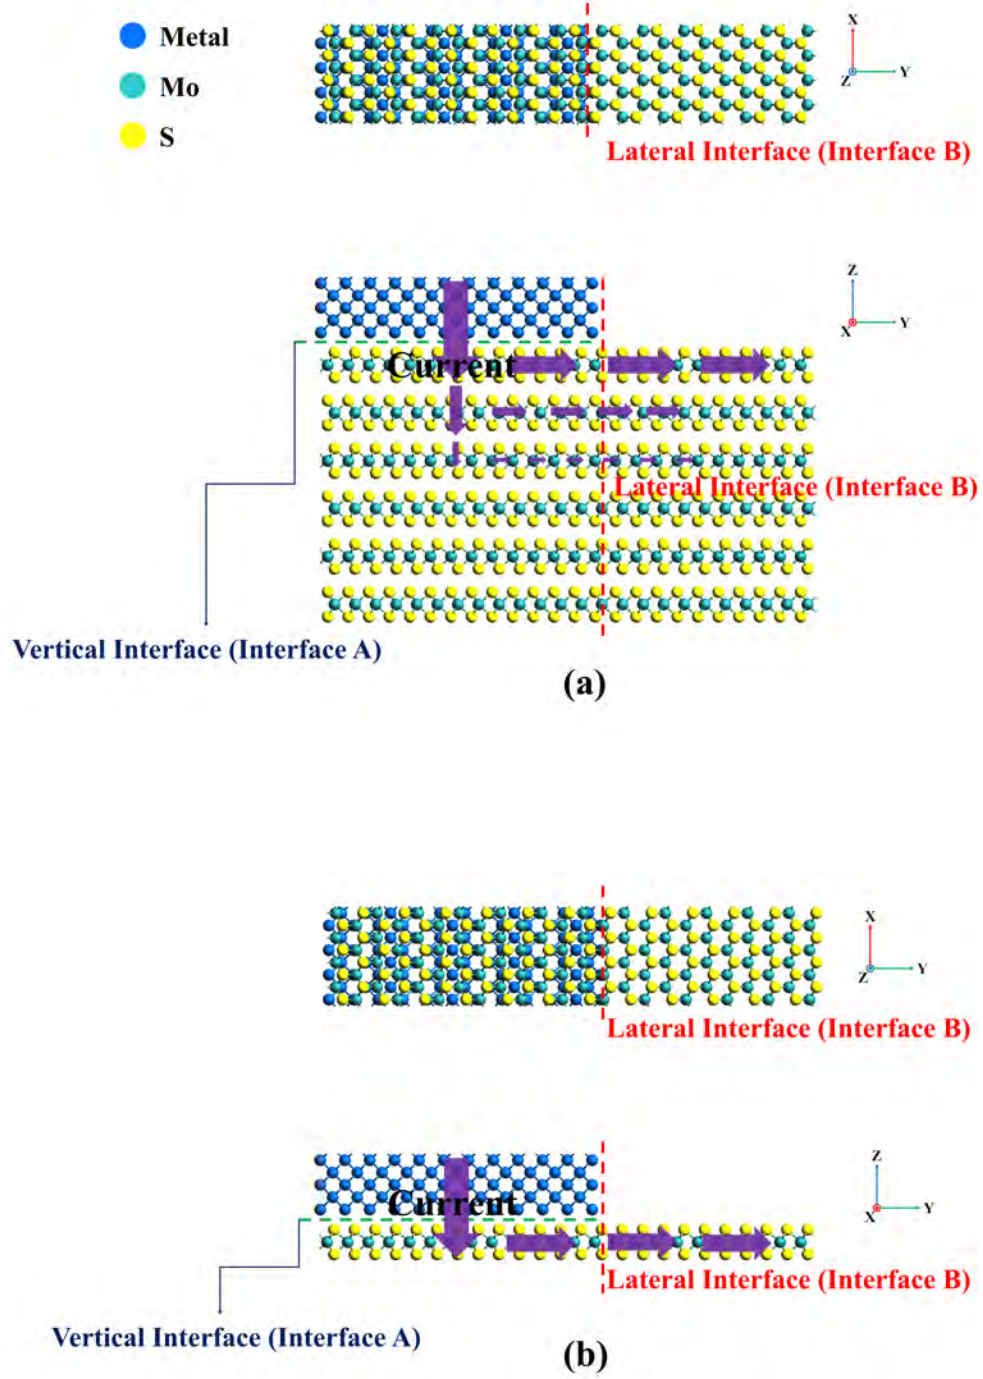 Metal
Mo
S
X
Z
Y
Lateral Interface (Interface B)
Z
X
Y
Current
Lateral Interface (Interface B)
Vertical Interface (Interface A)
(a)
X
Z
Y
Lateral Interface (Interface B)
Z
X
Y
Current
Lateral Interface (Interface B)
Vertical Interface (Interface A)
(b)